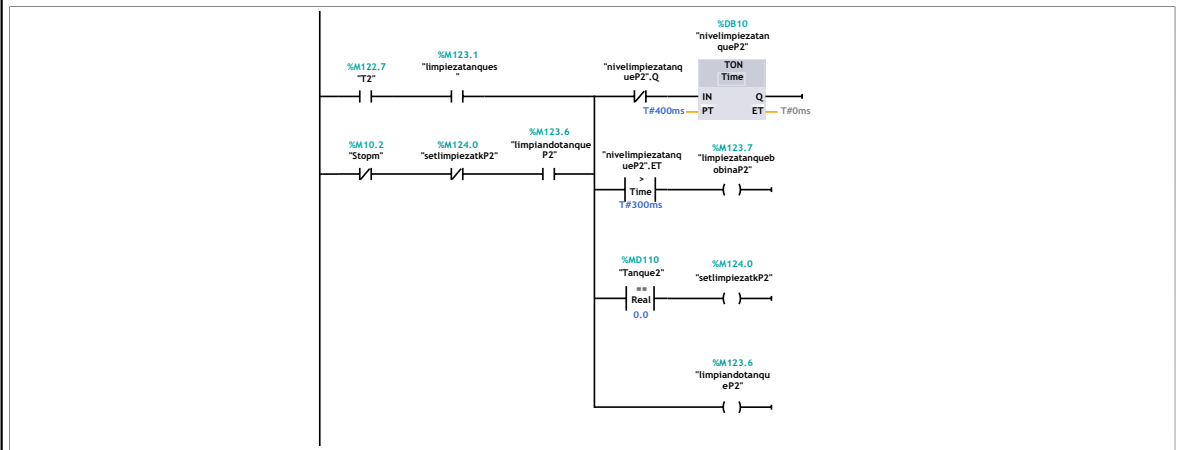 %DB10
"nivelimpiezatan
queP2"
%M123.1
"limpiezatanques
"
%M122.7
"T2"
"nivelimpiezatanq
ueP2".Q
TON
Time
IN
Q
T#400ms
PT
ET
T#0ms
%M10.2
"Stopm"
%M124.0
"setlimpiezatkP2"
%M123.6
"limpiandotanque
P2"
"nivelimpiezatanq
ueP2".ET
>
Time
T#300ms
%M123.7
"limpiezatanqueb
obinaP2"
%MD110
"Tanque2"
==
Real
0.0
%M124.0
"setlimpiezatkP2"
%M123.6
"limpiandotanqu
eP2"